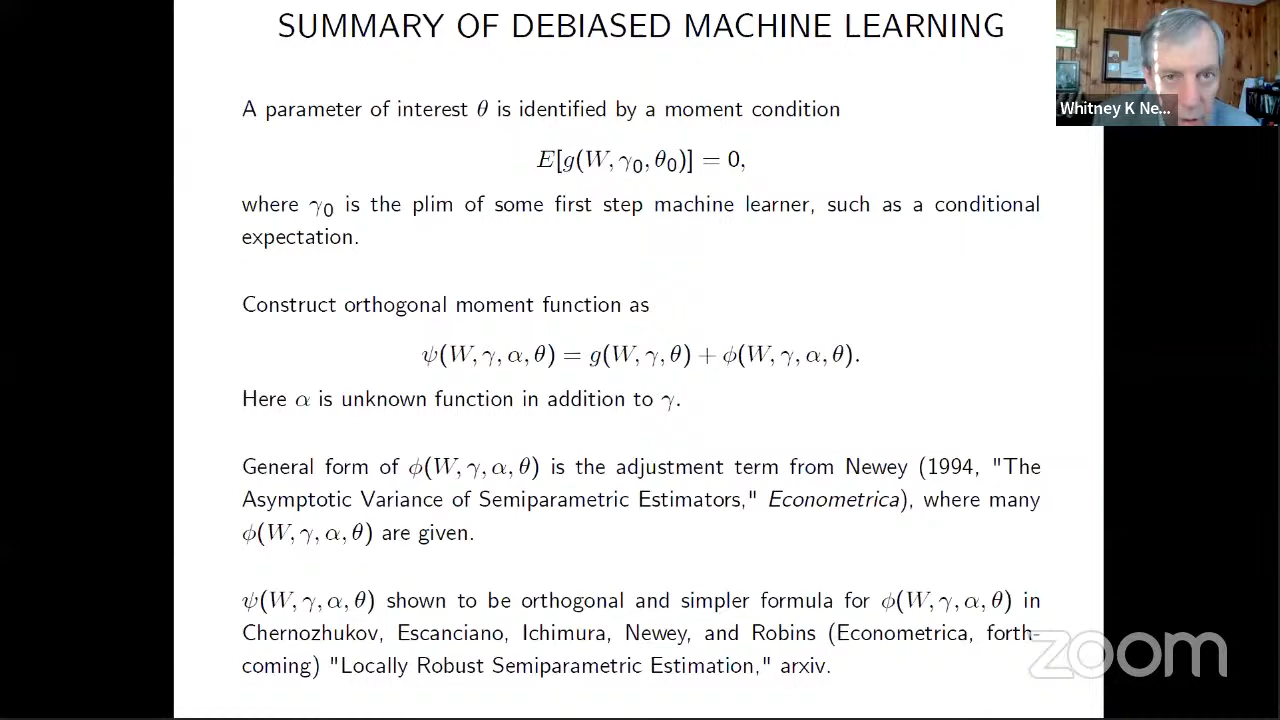 SUMMARY OF DEBIASED MACHINE LEARNING
Whitney K Ne...
A parameter of interest θ is identified by a moment condition
E[g(W, γ₀, θ₀)] = 0,
where γ₀ is the plim of some first step machine learner, such as a conditional
expectation.
Construct orthogonal moment function as
ψ(W, γ, α, θ) = g(W, γ, θ) + ϕ(W, γ, α, θ).
Here α is unknown function in addition to γ.
General form of ϕ(W, γ, α, θ) is the adjustment term from Newey (1994, "The
Asymptotic Variance of Semiparametric Estimators," Econometrica), where many
ϕ(W, γ, α, θ) are given.
ψ(W, γ, α, θ) shown to be orthogonal and simpler formula for ϕ(W, γ, α, θ) in
Chernozhukov, Escanciano, Ichimura, Newey, and Robins (Econometrica, forth-
coming) "Locally Robust Semiparametric Estimation," arxiv.
zoom